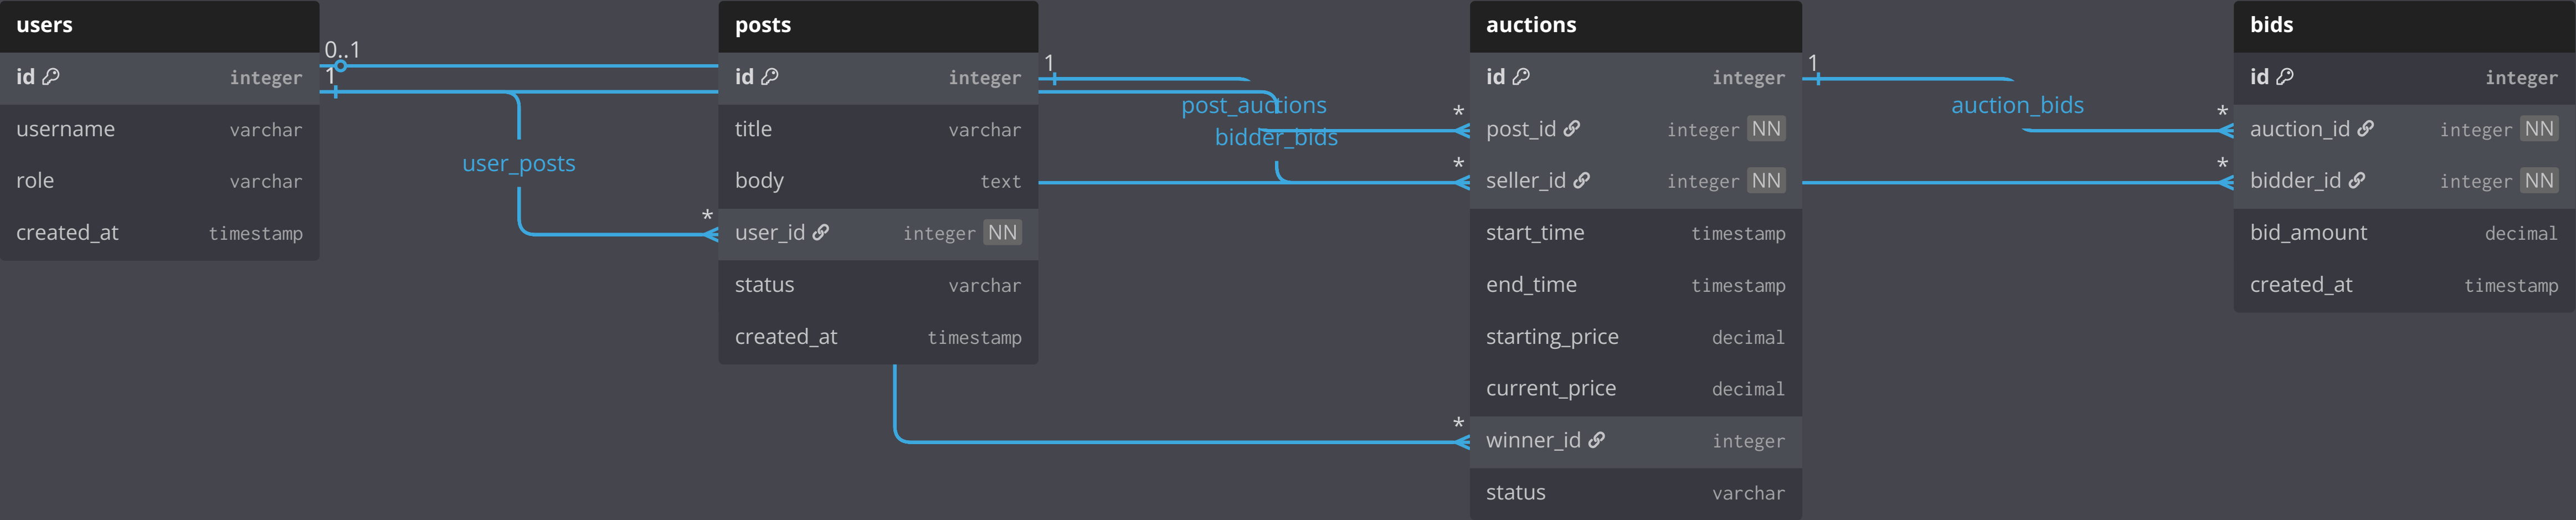 users
id integer
username varchar
role varchar
created_at timestamp
0..1
1
user_posts
*
posts
id integer
title varchar
body text
user_id integer NN
status varchar
created_at timestamp
1
post_auctions
bidder_bids
*
*
*
auctions
id integer
post_id integer NN
seller_id integer NN
start_time timestamp
end_time timestamp
starting_price decimal
current_price decimal
winner_id integer
status varchar
1
auction_bids
*
*
bids
id integer
auction_id integer NN
bidder_id integer NN
bid_amount decimal
created_at timestamp